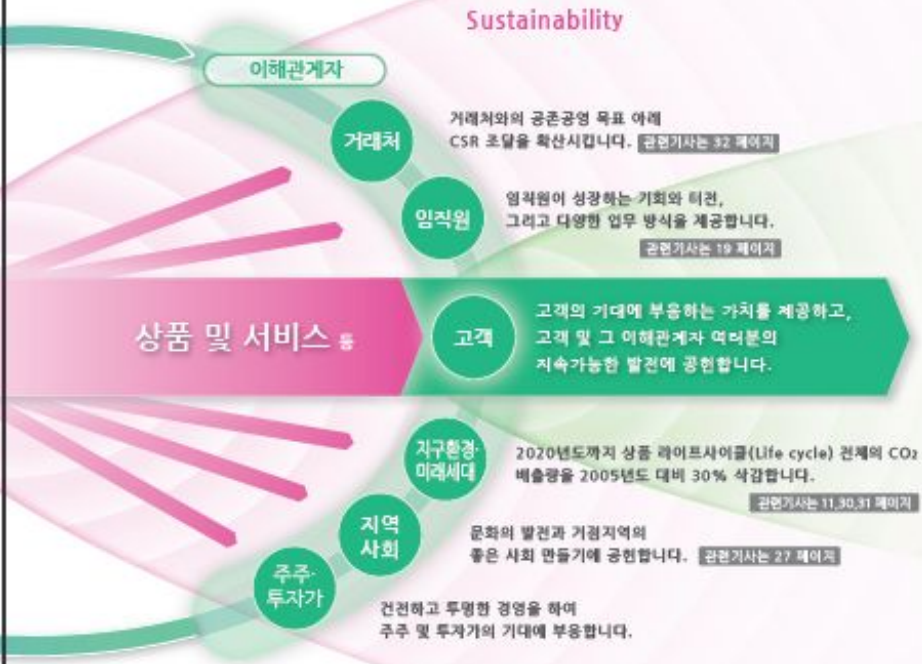 Sustainability
이해관계자
거래처
거래처와의 공존공영 목표 아래
CSR 조달을 확산시킵니다. 관련기사는 32 페이지
임직원
임직원이 성장하는 기회와 터전,
그리고 다양한 업무 방식을 제공합니다.
관련기사는 19 페이지
상품 및 서비스 등
고객
고객의 기대에 부응하는 가치를 제공하고,
고객 및 그 이해관계자 여러분의
지속가능한 발전에 공헌합니다.
지구환경·
미래세대
2020년도까지 상품 라이프사이클(Life cycle) 전체의 CO₂
배출량을 2005년도 대비 30% 삭감합니다.
관련기사는 11,30,31 페이지
지역
사회
문화의 발전과 거점지역의
좋은 사회 만들기에 공헌합니다. 관련기사는 27 페이지
주주·
투자가
건전하고 투명한 경영을 하여
주주 및 투자가의 기대에 부응합니다.